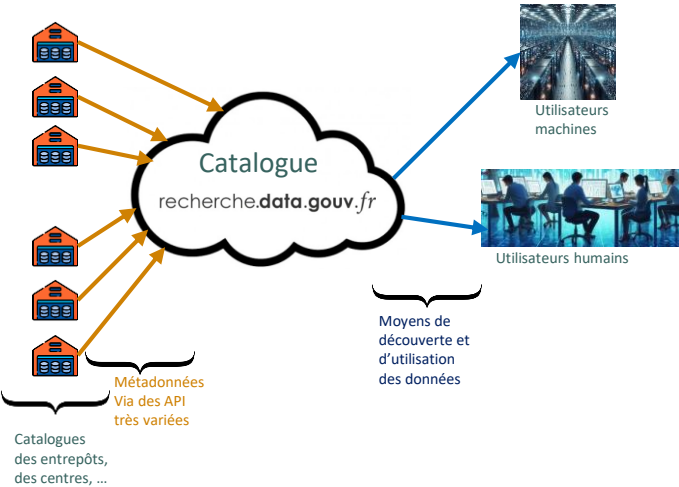 Utilisateurs
machines
Catalogue
recherche.data.gouv.fr
Utilisateurs humains
Moyens de
découverte et
d’utilisation
des données
Métadonnées
Via des API
très variées
Catalogues
des entrepôts,
des centres, …